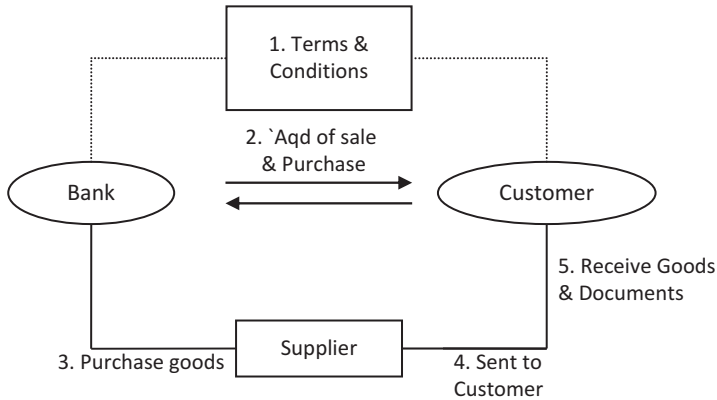 1. Terms &
Conditions
2. `Aqd of sale
& Purchase
Bank
Customer
5. Receive Goods
& Documents
Supplier
3. Purchase goods
4. Sent to
Customer